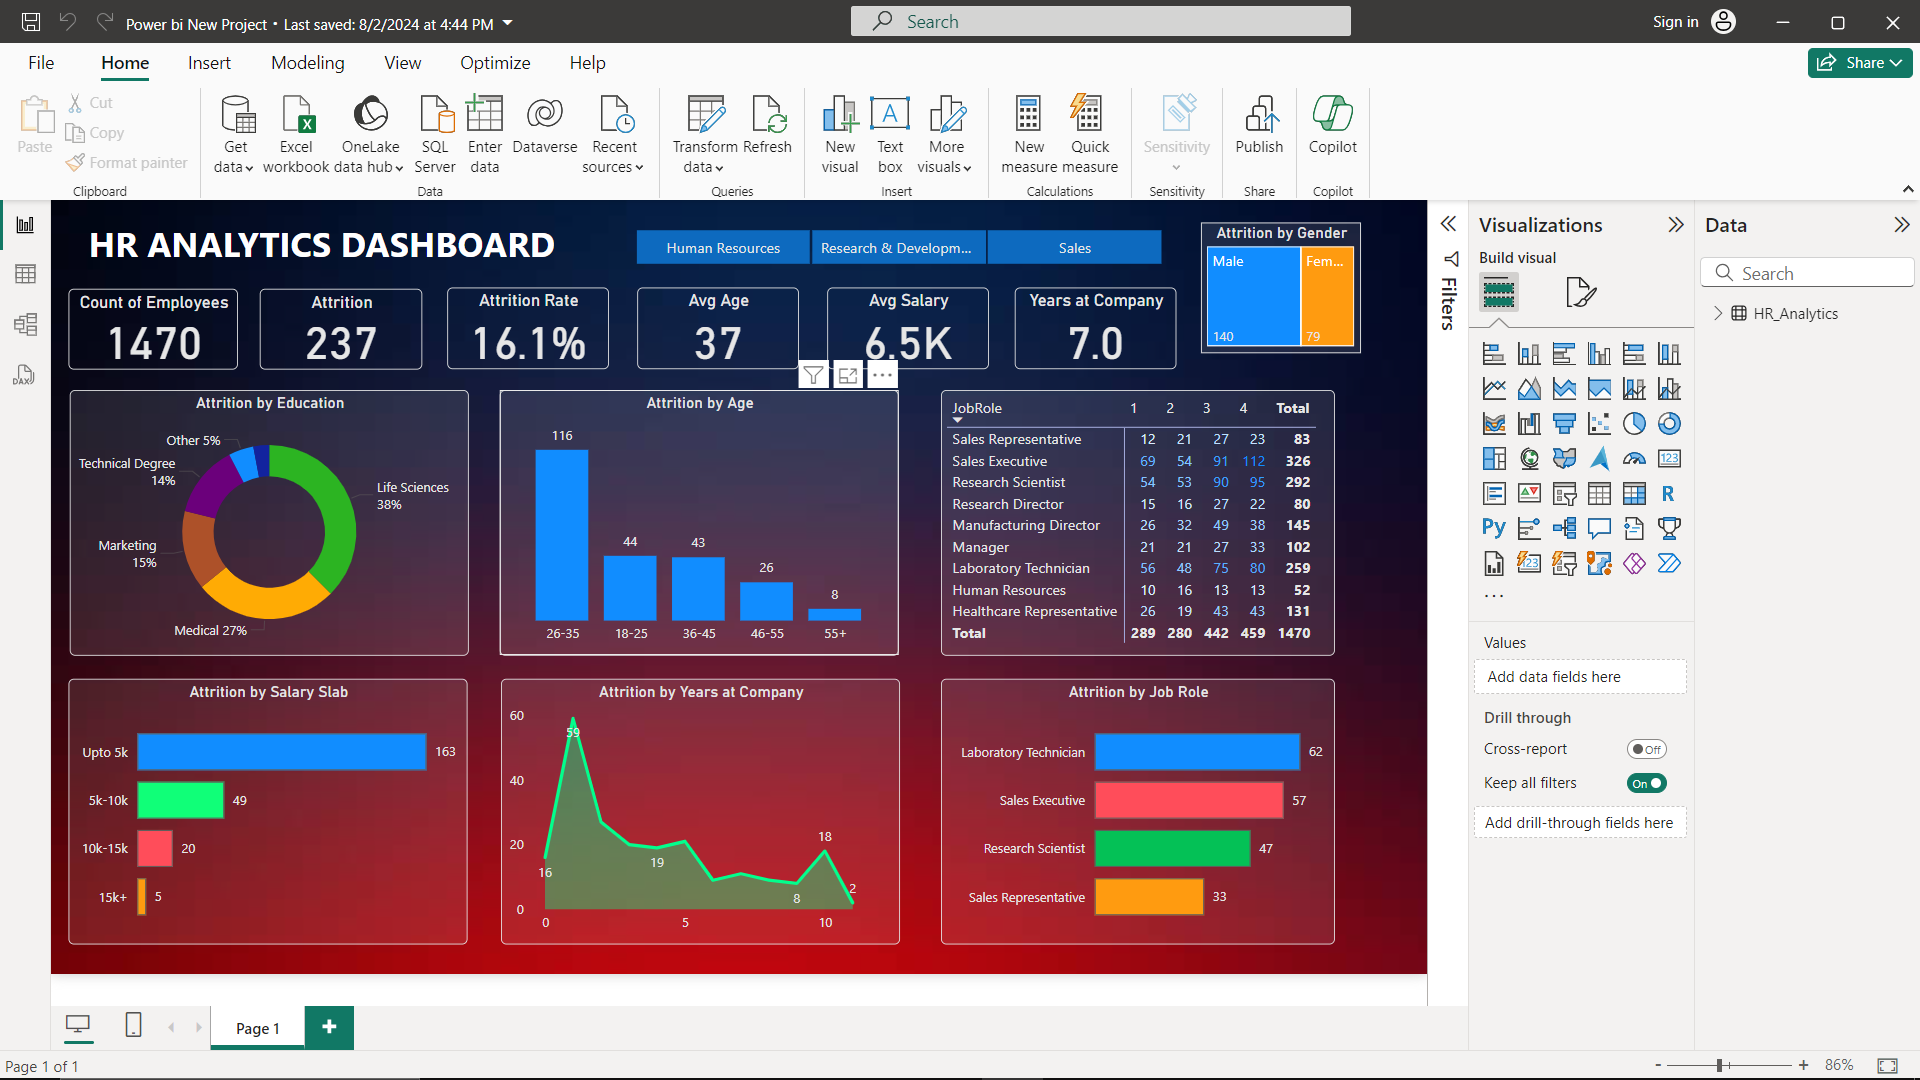 Power bi New Project • Last saved: 8/2/2024 at 4:44 PM
Search
Sign in
File Home Insert Modeling View Optimize Help
Share
Paste
Cut
Copy
Format painter
Clipboard
Get data
Excel workbook
OneLake data hub
SQL Server
Enter data
Dataverse
Recent sources
Data
Transform data
Refresh
Queries
New visual
Text box
More visuals
Insert
New measure
Quick measure
Calculations
Sensitivity
Sensitivity
Publish
Share
Copilot
Copilot
DAX
HR ANALYTICS DASHBOARD
Human Resources
Research & Developm...
Sales
Attrition by Gender
Male
Fem...
140
79
Count of Employees
1470
Attrition
237
Attrition Rate
16.1%
Avg Age
37
Avg Salary
6.5K
Years at Company
7.0
Attrition by Education
Other 5%
Technical Degree
14%
Life Sciences
38%
Marketing
15%
Medical 27%
Attrition by Age
116
44
43
26
8
26-35 18-25 36-45 46-55 55+
JobRole 1 2 3 4 Total
Sales Representative 12 21 27 23 83
Sales Executive 69 54 91 112 326
Research Scientist 54 53 90 95 292
Research Director 15 16 27 22 80
Manufacturing Director 26 32 49 38 145
Manager 21 21 27 33 102
Laboratory Technician 56 48 75 80 259
Human Resources 10 16 13 13 52
Healthcare Representative 26 19 43 43 131
Total 289 280 442 459 1470
Attrition by Salary Slab
Upto 5k 163
5k-10k 49
10k-15k 20
15k+ 5
Attrition by Years at Company
60
40
20
0
59
16
19
8
18
2
0 5 10
Attrition by Job Role
Laboratory Technician 62
Sales Executive 57
Research Scientist 47
Sales Representative 33
Filters
Visualizations
Build visual
123
R
Py
123
...
Values
Add data fields here
Drill through
Cross-report Off
Keep all filters On
Add drill-through fields here
Data
Search
HR_Analytics
Page 1
+
Page 1 of 1
- + 86%